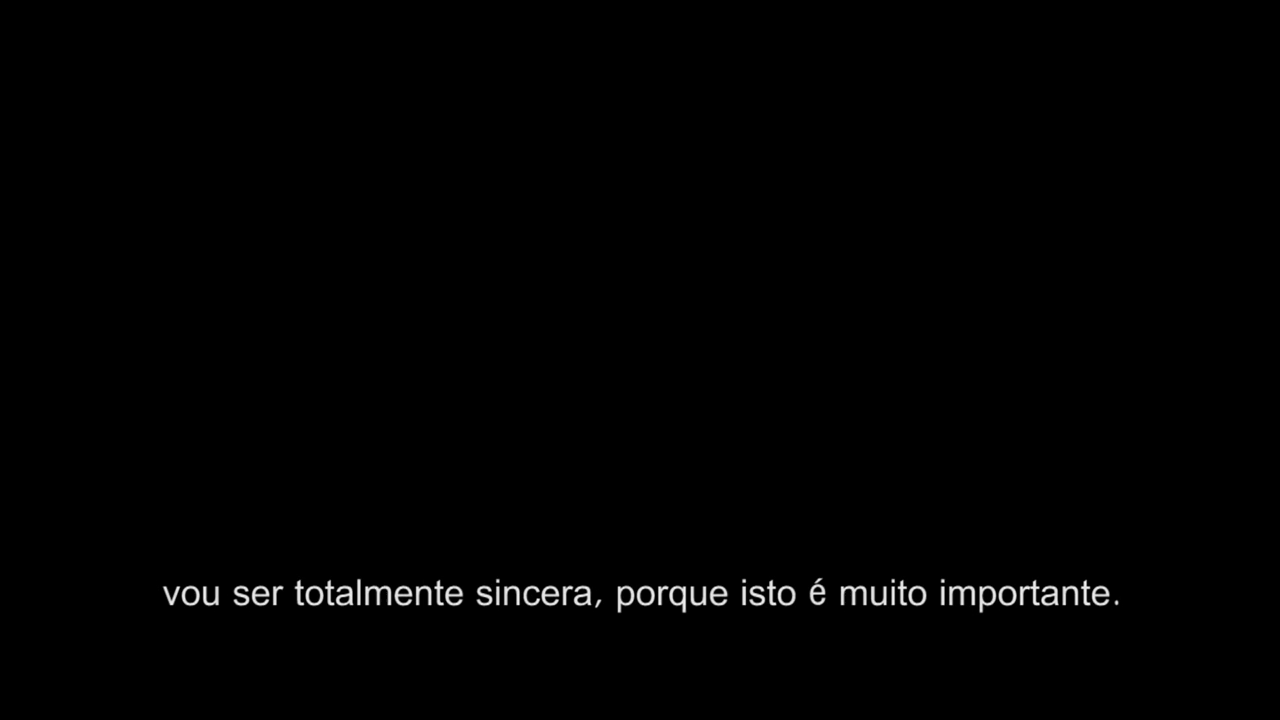 vou ser totalmente sincera, porque isto é muito importante.